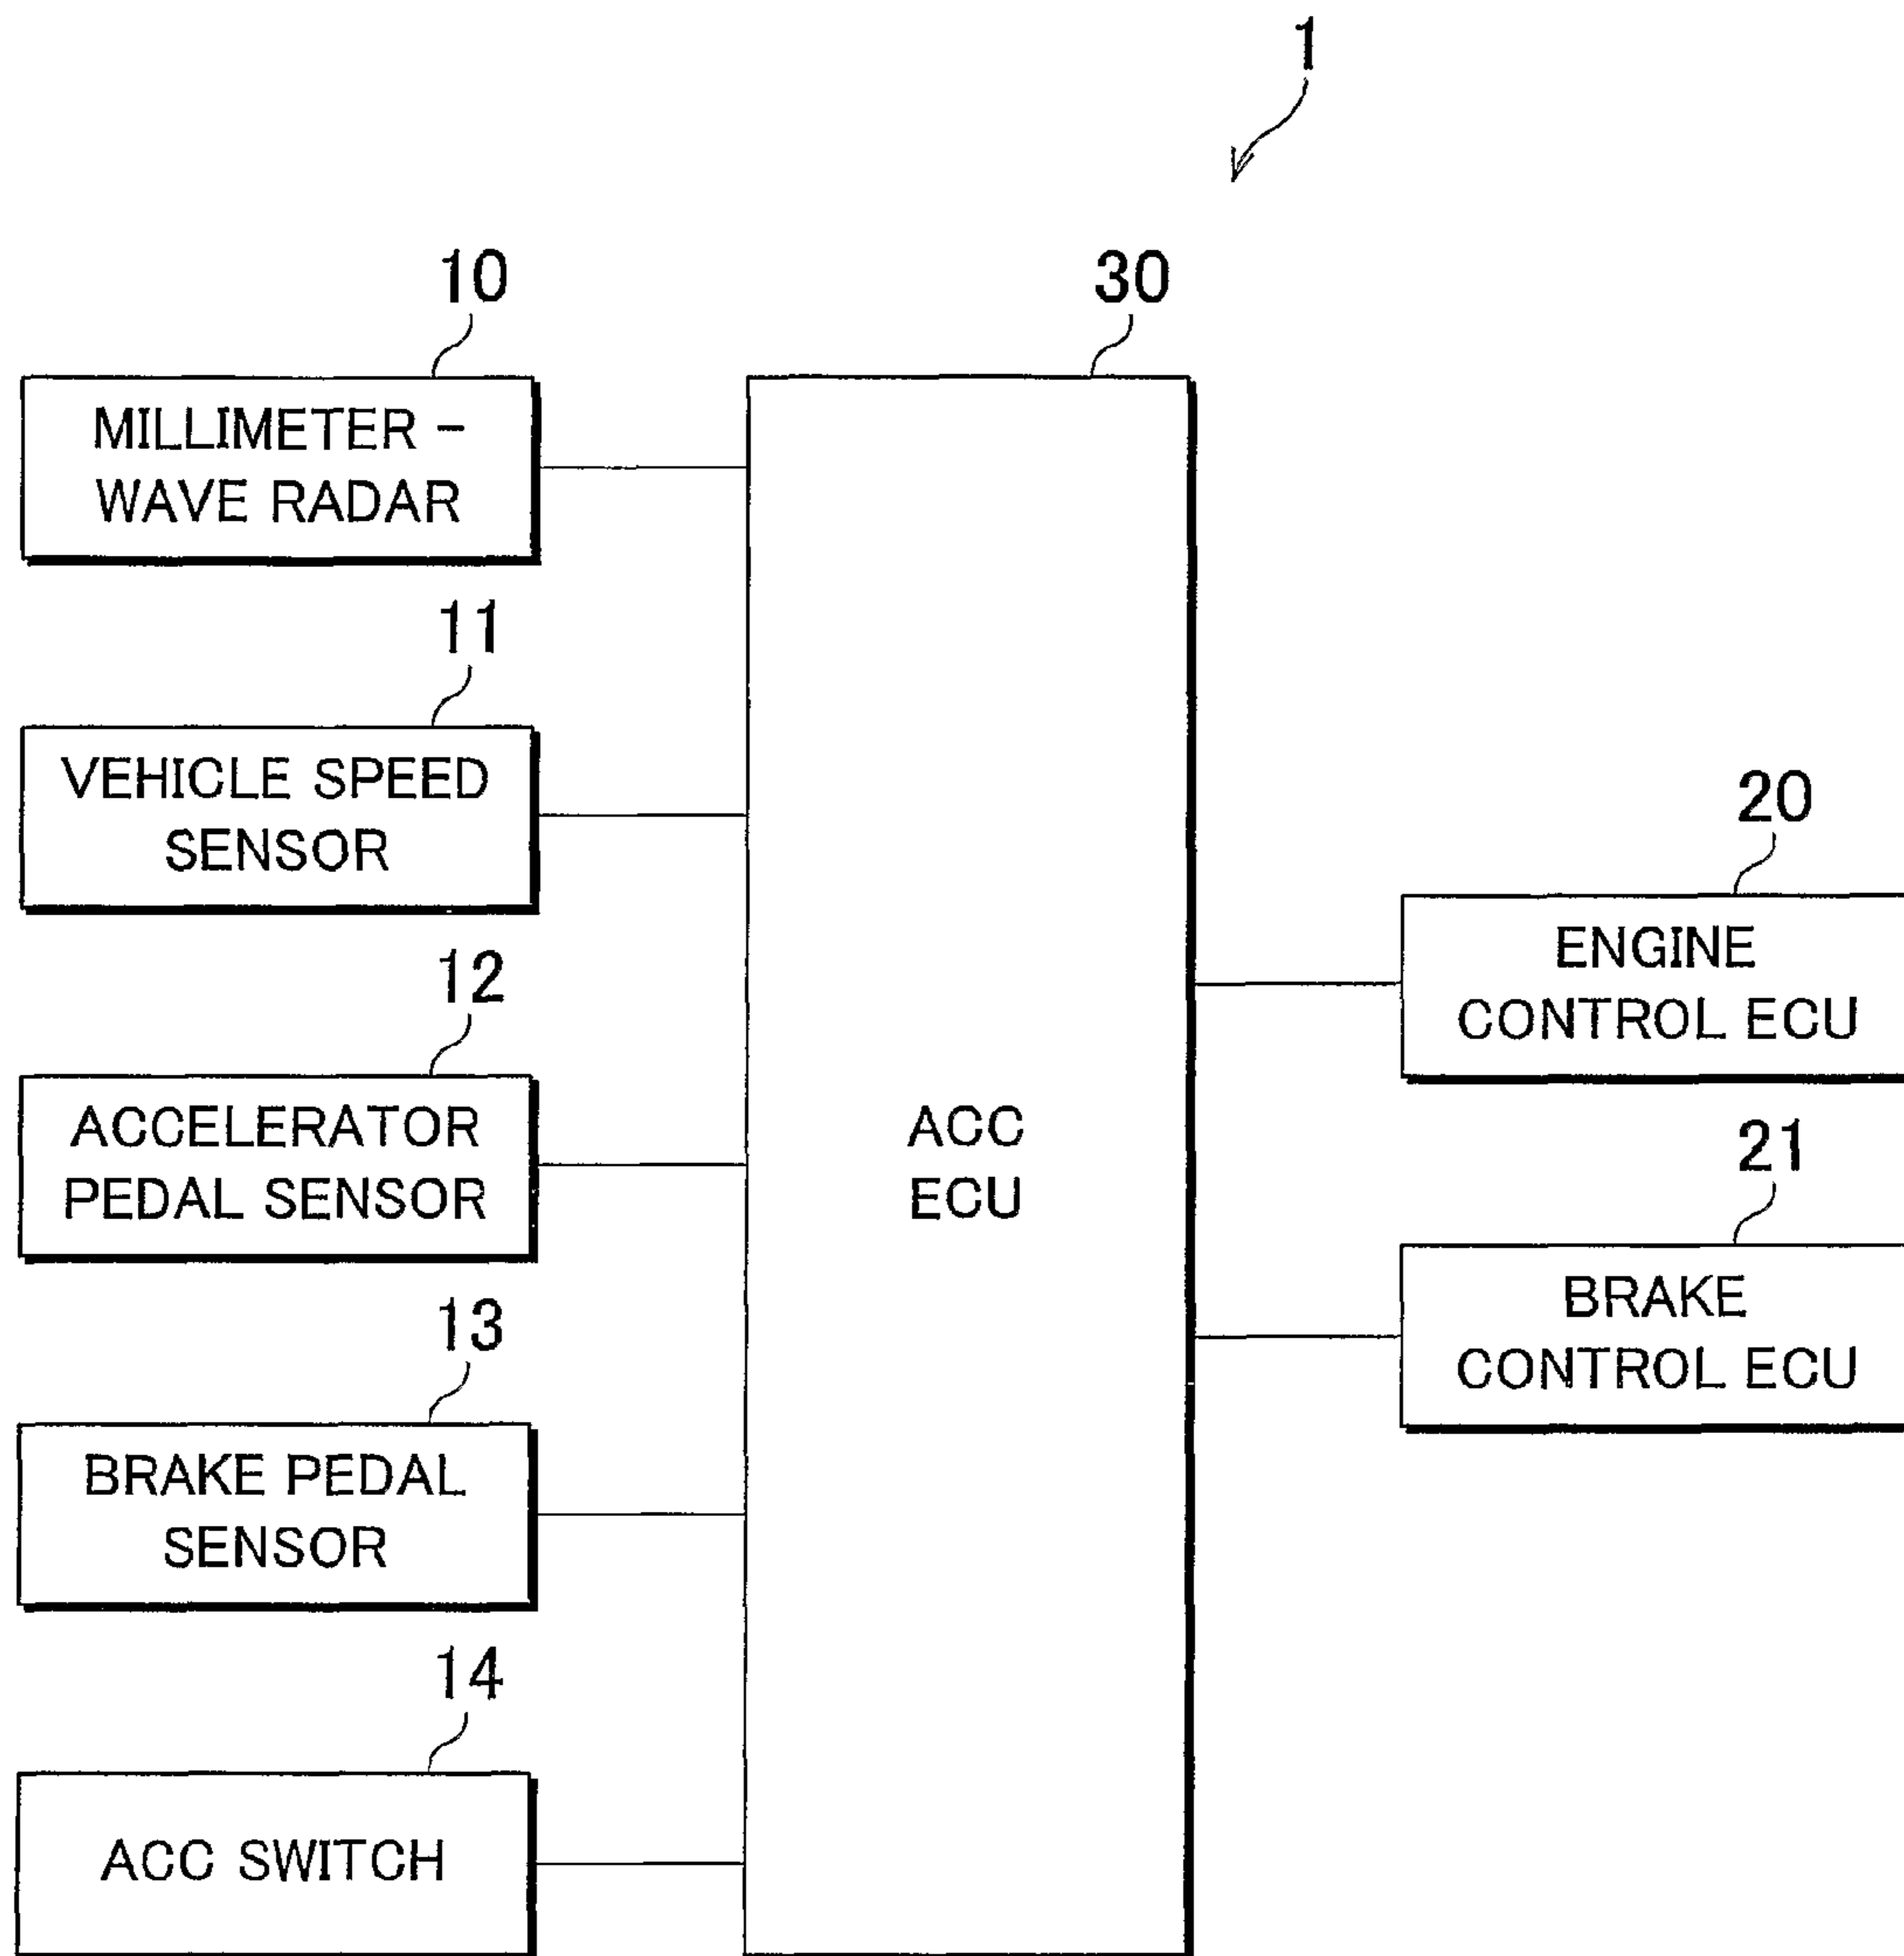 1
10
MILLIMETER -
WAVE RADAR
11
VEHICLE SPEED
SENSOR
12
ACCELERATOR
PEDAL SENSOR
13
BRAKE PEDAL
SENSOR
14
ACC SWITCH
30
ACC
ECU
20
ENGINE
CONTROL ECU
21
BRAKE
CONTROL ECU